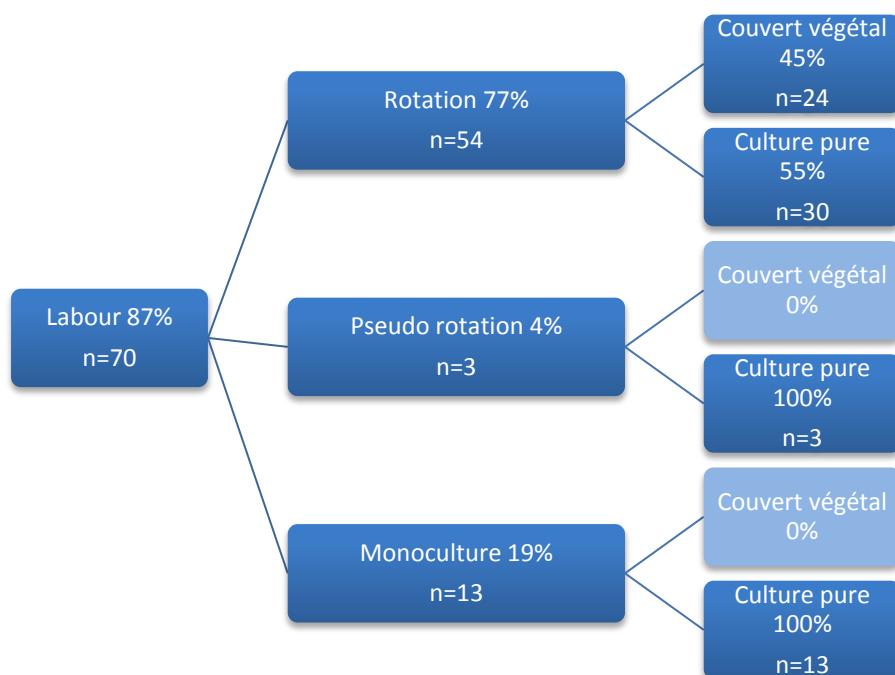 Labour 87%
n=70
Rotation 77%
n=54
Couvert végétal
45%
n=24
Culture pure
55%
n=30
Pseudo rotation 4%
n=3
Couvert végétal
0%
Culture pure
100%
n=3
Monoculture 19%
n=13
Couvert végétal
0%
Culture pure
100%
n=13